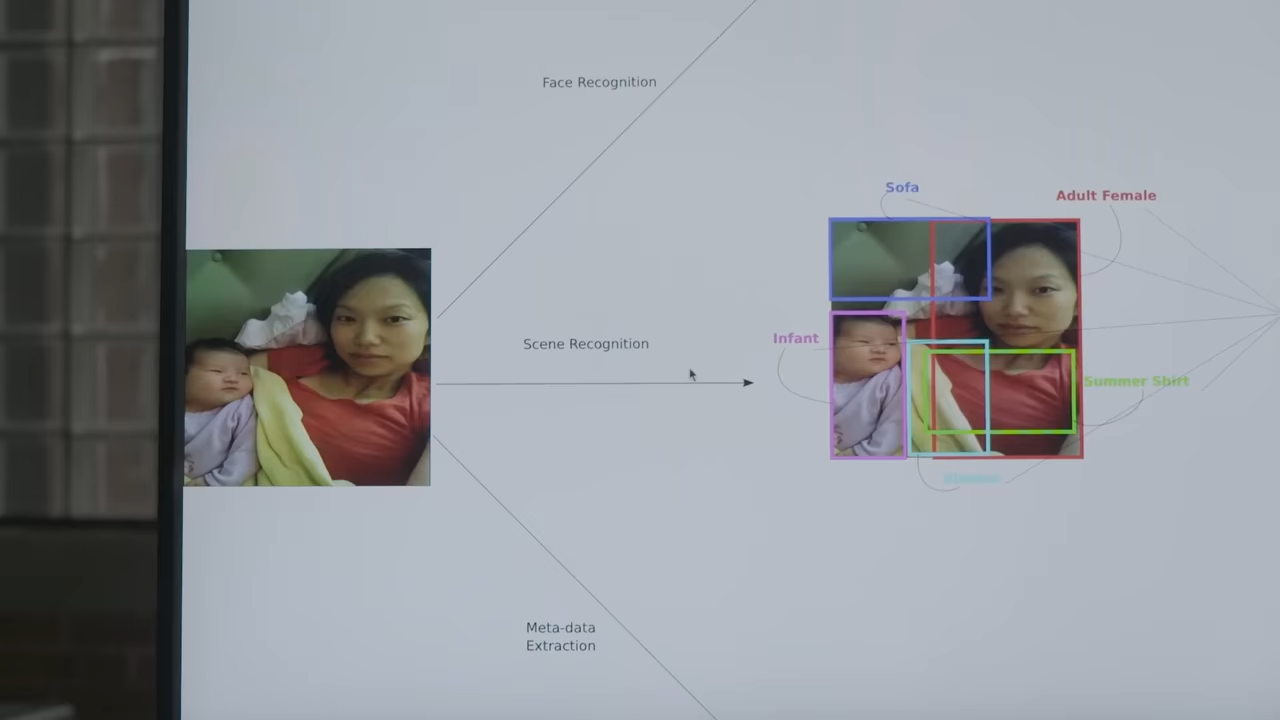 Face Recognition
Sofa
Adult Female
Scene Recognition
Infant
Summer Shirt
Meta-data
Extraction